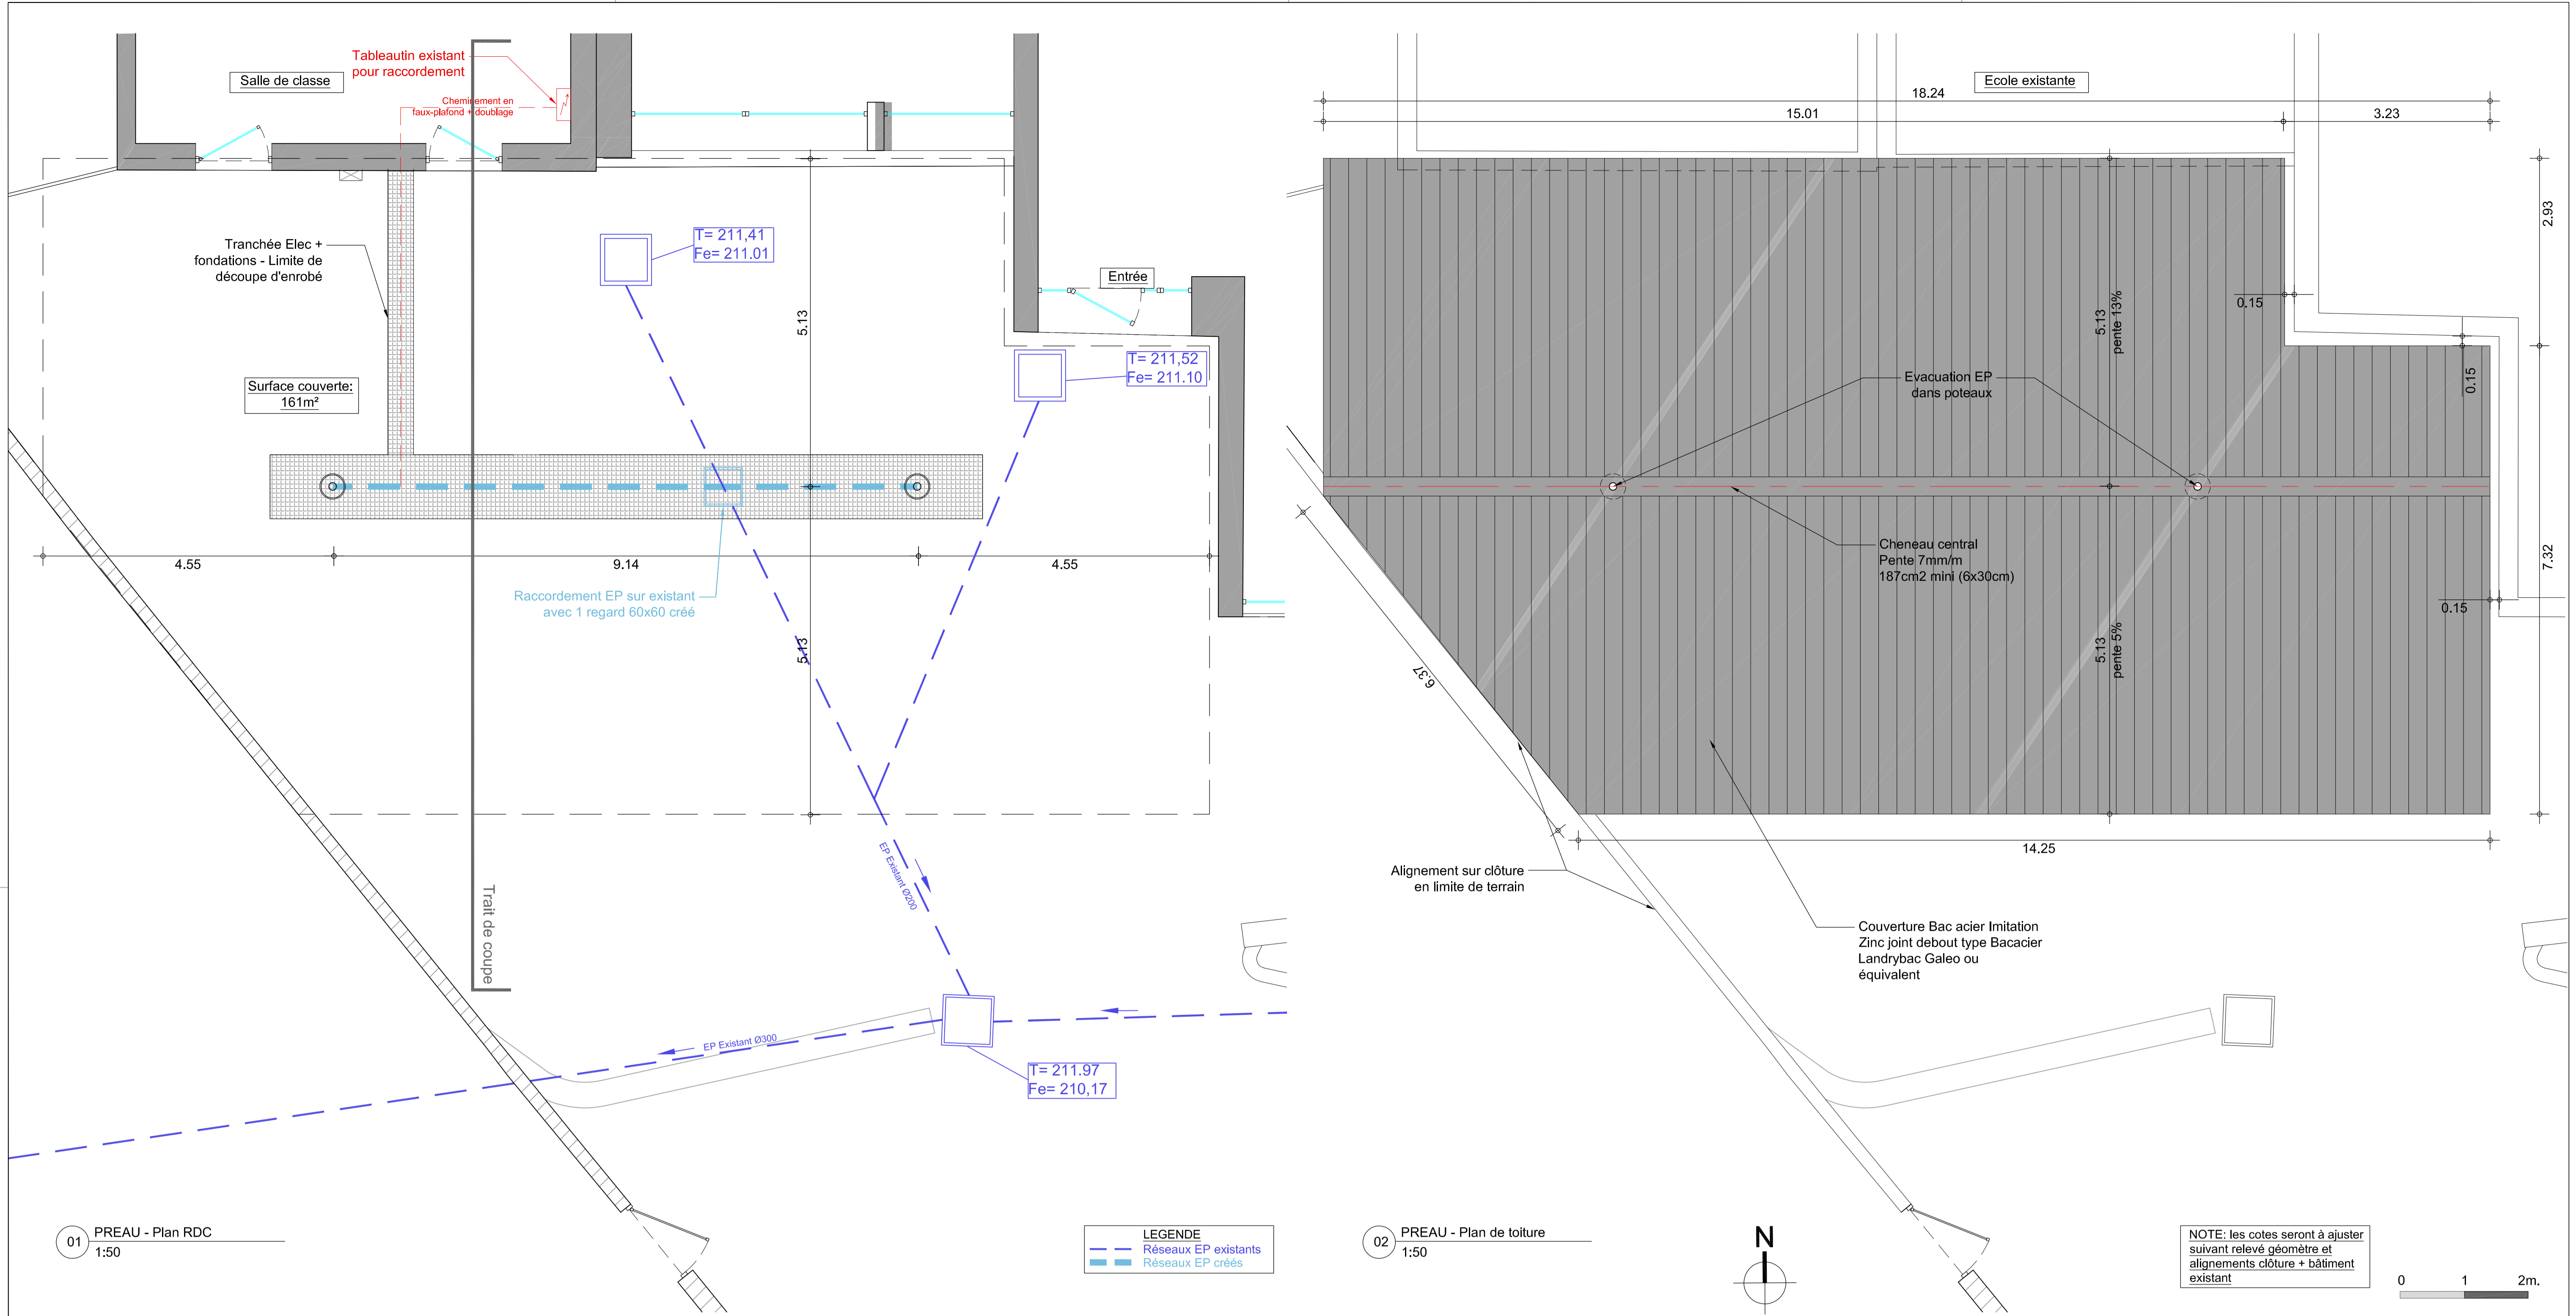 Tableautin existant
pour raccordement
Salle de classe
Cheminement en
faux-plafond + doublage
Tranchée Elec +
fondations - Limite de
découpe d'enrobé
T= 211,41
Fe= 211.01
Entrée
5.13
T= 211,52
Fe= 211.10
Surface couverte:
161m²
4.55
9.14
4.55
Raccordement EP sur existant
avec 1 regard 60x60 créé
5.13
EP Existant Ø200
Trait de coupe
EP Existant Ø300
T= 211.97
Fe= 210,17
01
PREAU - Plan RDC
1:50
LEGENDE
Réseaux EP existants
Réseaux EP créés
Ecole existante
18.24
15.01
3.23
2.93
0.15
5.13
pente 13%
Evacuation EP
dans poteaux
0.15
Cheneau central
Pente 7mm/m
187cm2 mini (6x30cm)
7.32
0.15
5.13
pente 5%
6.37
14.25
Alignement sur clôture
en limite de terrain
Couverture Bac acier Imitation
Zinc joint debout type Bacacier
Landrybac Galeo ou
équivalent
02
PREAU - Plan de toiture
1:50
N
NOTE: les cotes seront à ajuster
suivant relevé géomètre et
alignements clôture + bâtiment
existant
0 1 2m.